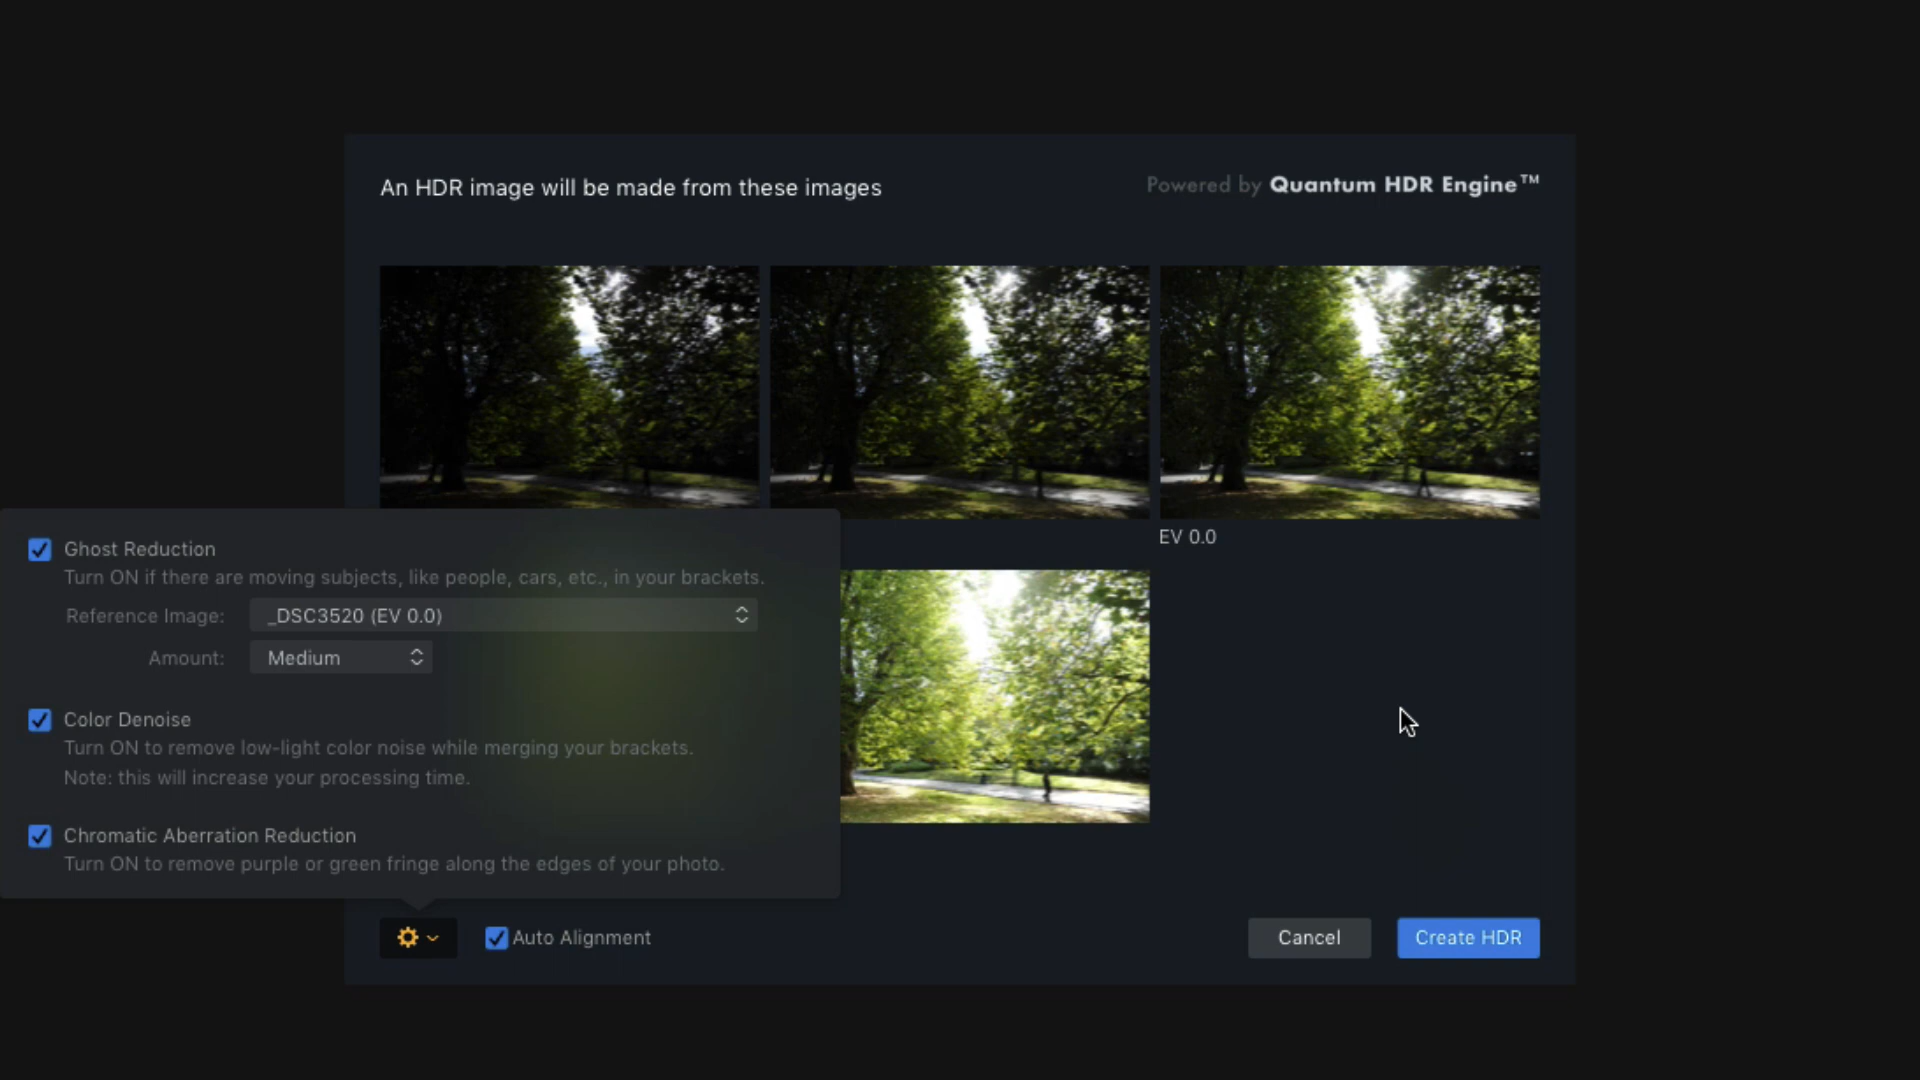 An HDR image will be made from these images
Powered by Quantum HDR Engine™
EV 0.0
Ghost Reduction
Turn ON if there are moving subjects, like people, cars, etc., in your brackets.
Reference Image: _DSC3520 (EV 0.0)
Amount: Medium
Color Denoise
Turn ON to remove low-light color noise while merging your brackets.
Note: this will increase your processing time.
Chromatic Aberration Reduction
Turn ON to remove purple or green fringe along the edges of your photo.
Auto Alignment
Cancel
Create HDR